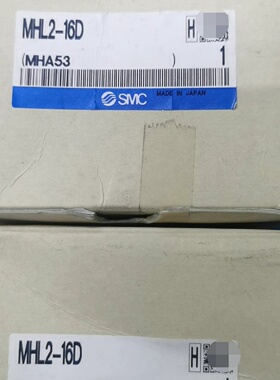 MHL2-16D H
(MHA53 ) 1
SMC MADE IN JAPAN
MHL2-16D H